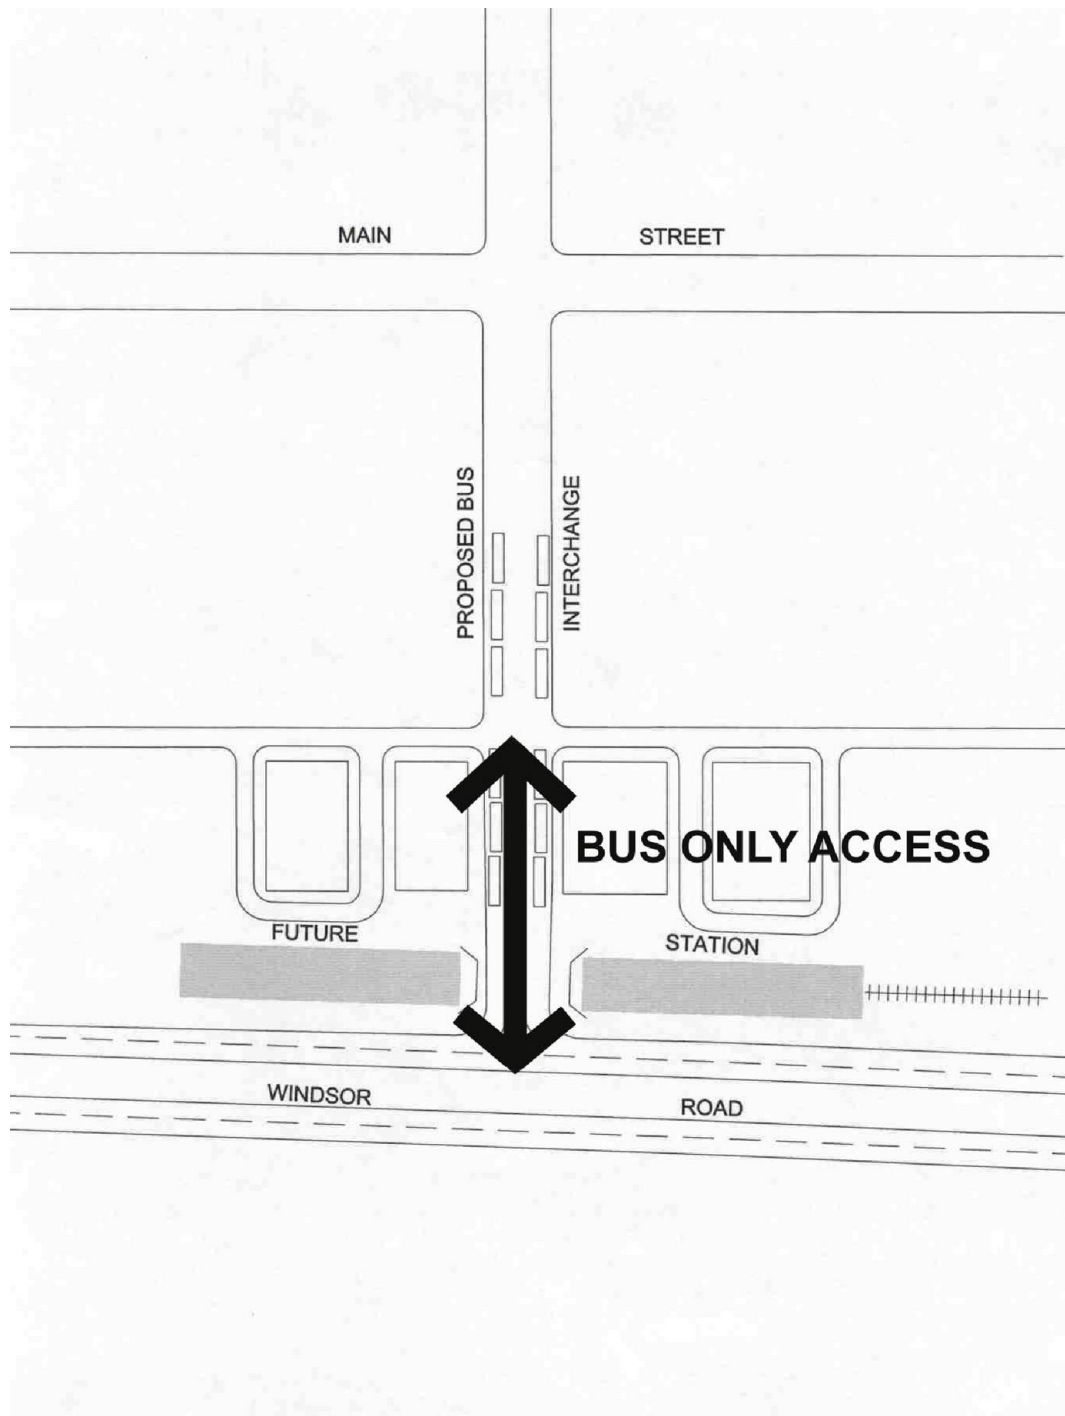 MAIN STREET
PROPOSED BUS
INTERCHANGE
BUS ONLY ACCESS
FUTURE STATION
WINDSOR ROAD